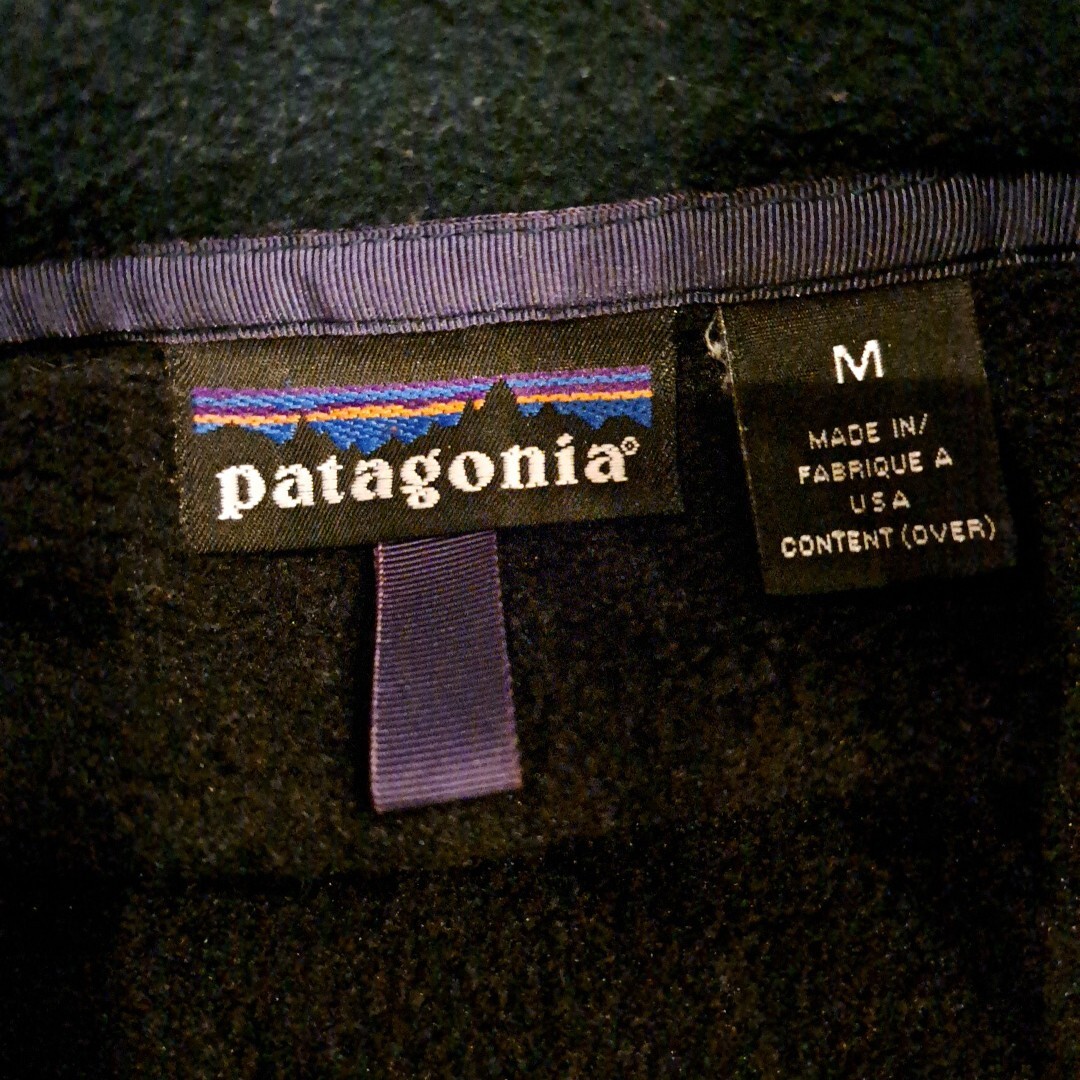 patagonia®
M
MADE IN/
FABRIQUE A
USA
CONTENT (OVER)